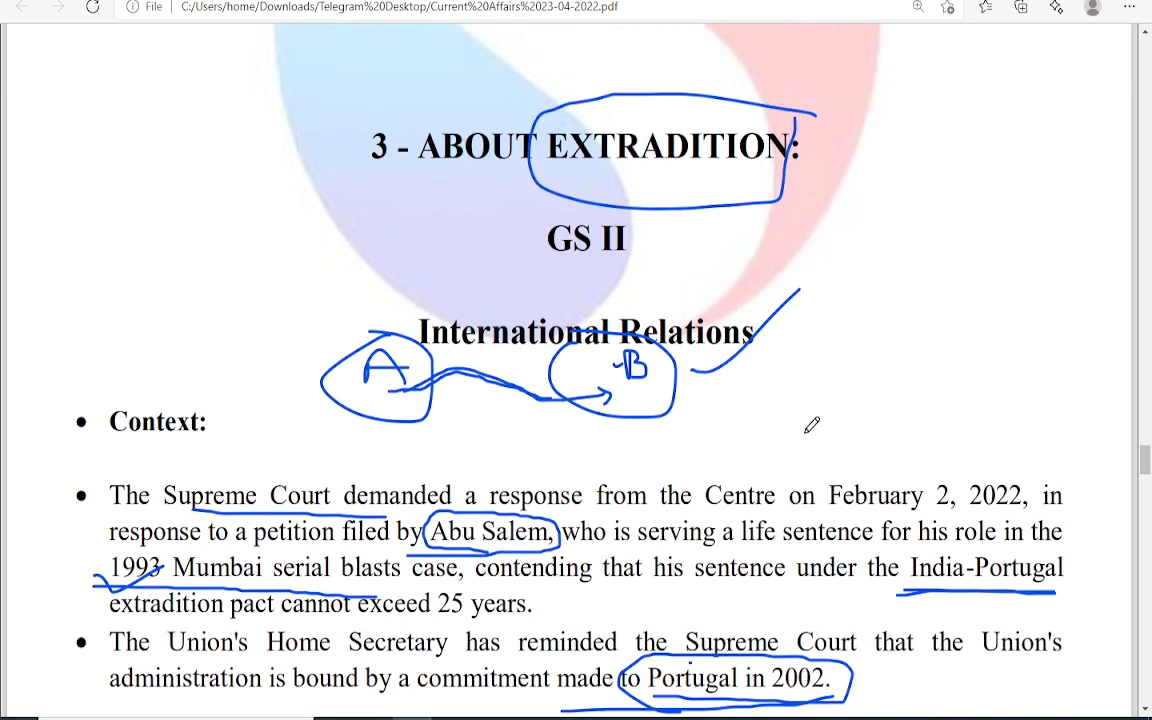 File | C:/Users/home/Downloads/Telegram%20Desktop/Current%20Affairs%2023-04-2022.pdf
3 - ABOUT EXTRADITION:
GS II
International Relations
A B
• Context:
• The Supreme Court demanded a response from the Centre on February 2, 2022, in
response to a petition filed by Abu Salem, who is serving a life sentence for his role in the
1993 Mumbai serial blasts case, contending that his sentence under the India-Portugal
extradition pact cannot exceed 25 years.
• The Union's Home Secretary has reminded the Supreme Court that the Union's
administration is bound by a commitment made to Portugal in 2002.